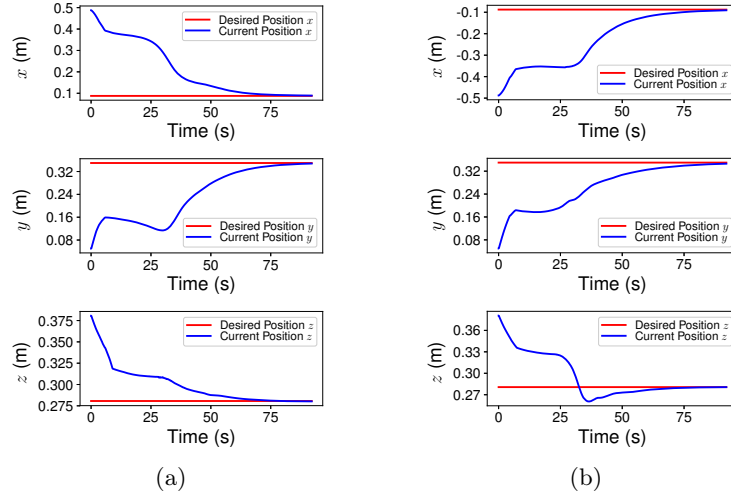 0.5
0.4
0.3
0.2
0.1
x (m)
Desired Position x
Current Position x
0 25 50 75
Time (s)
-0.1
-0.2
-0.3
-0.4
-0.5
x (m)
Desired Position x
Current Position x
0 25 50 75
Time (s)
0.32
0.24
0.16
0.08
y (m)
Desired Position y
Current Position y
0 25 50 75
Time (s)
0.32
0.24
0.16
0.08
y (m)
Desired Position y
Current Position y
0 25 50 75
Time (s)
0.375
0.350
0.325
0.300
0.275
z (m)
Desired Position z
Current Position z
0 25 50 75
Time (s)
0.36
0.33
0.30
0.27
z (m)
Desired Position z
Current Position z
0 25 50 75
Time (s)
(a)
(b)